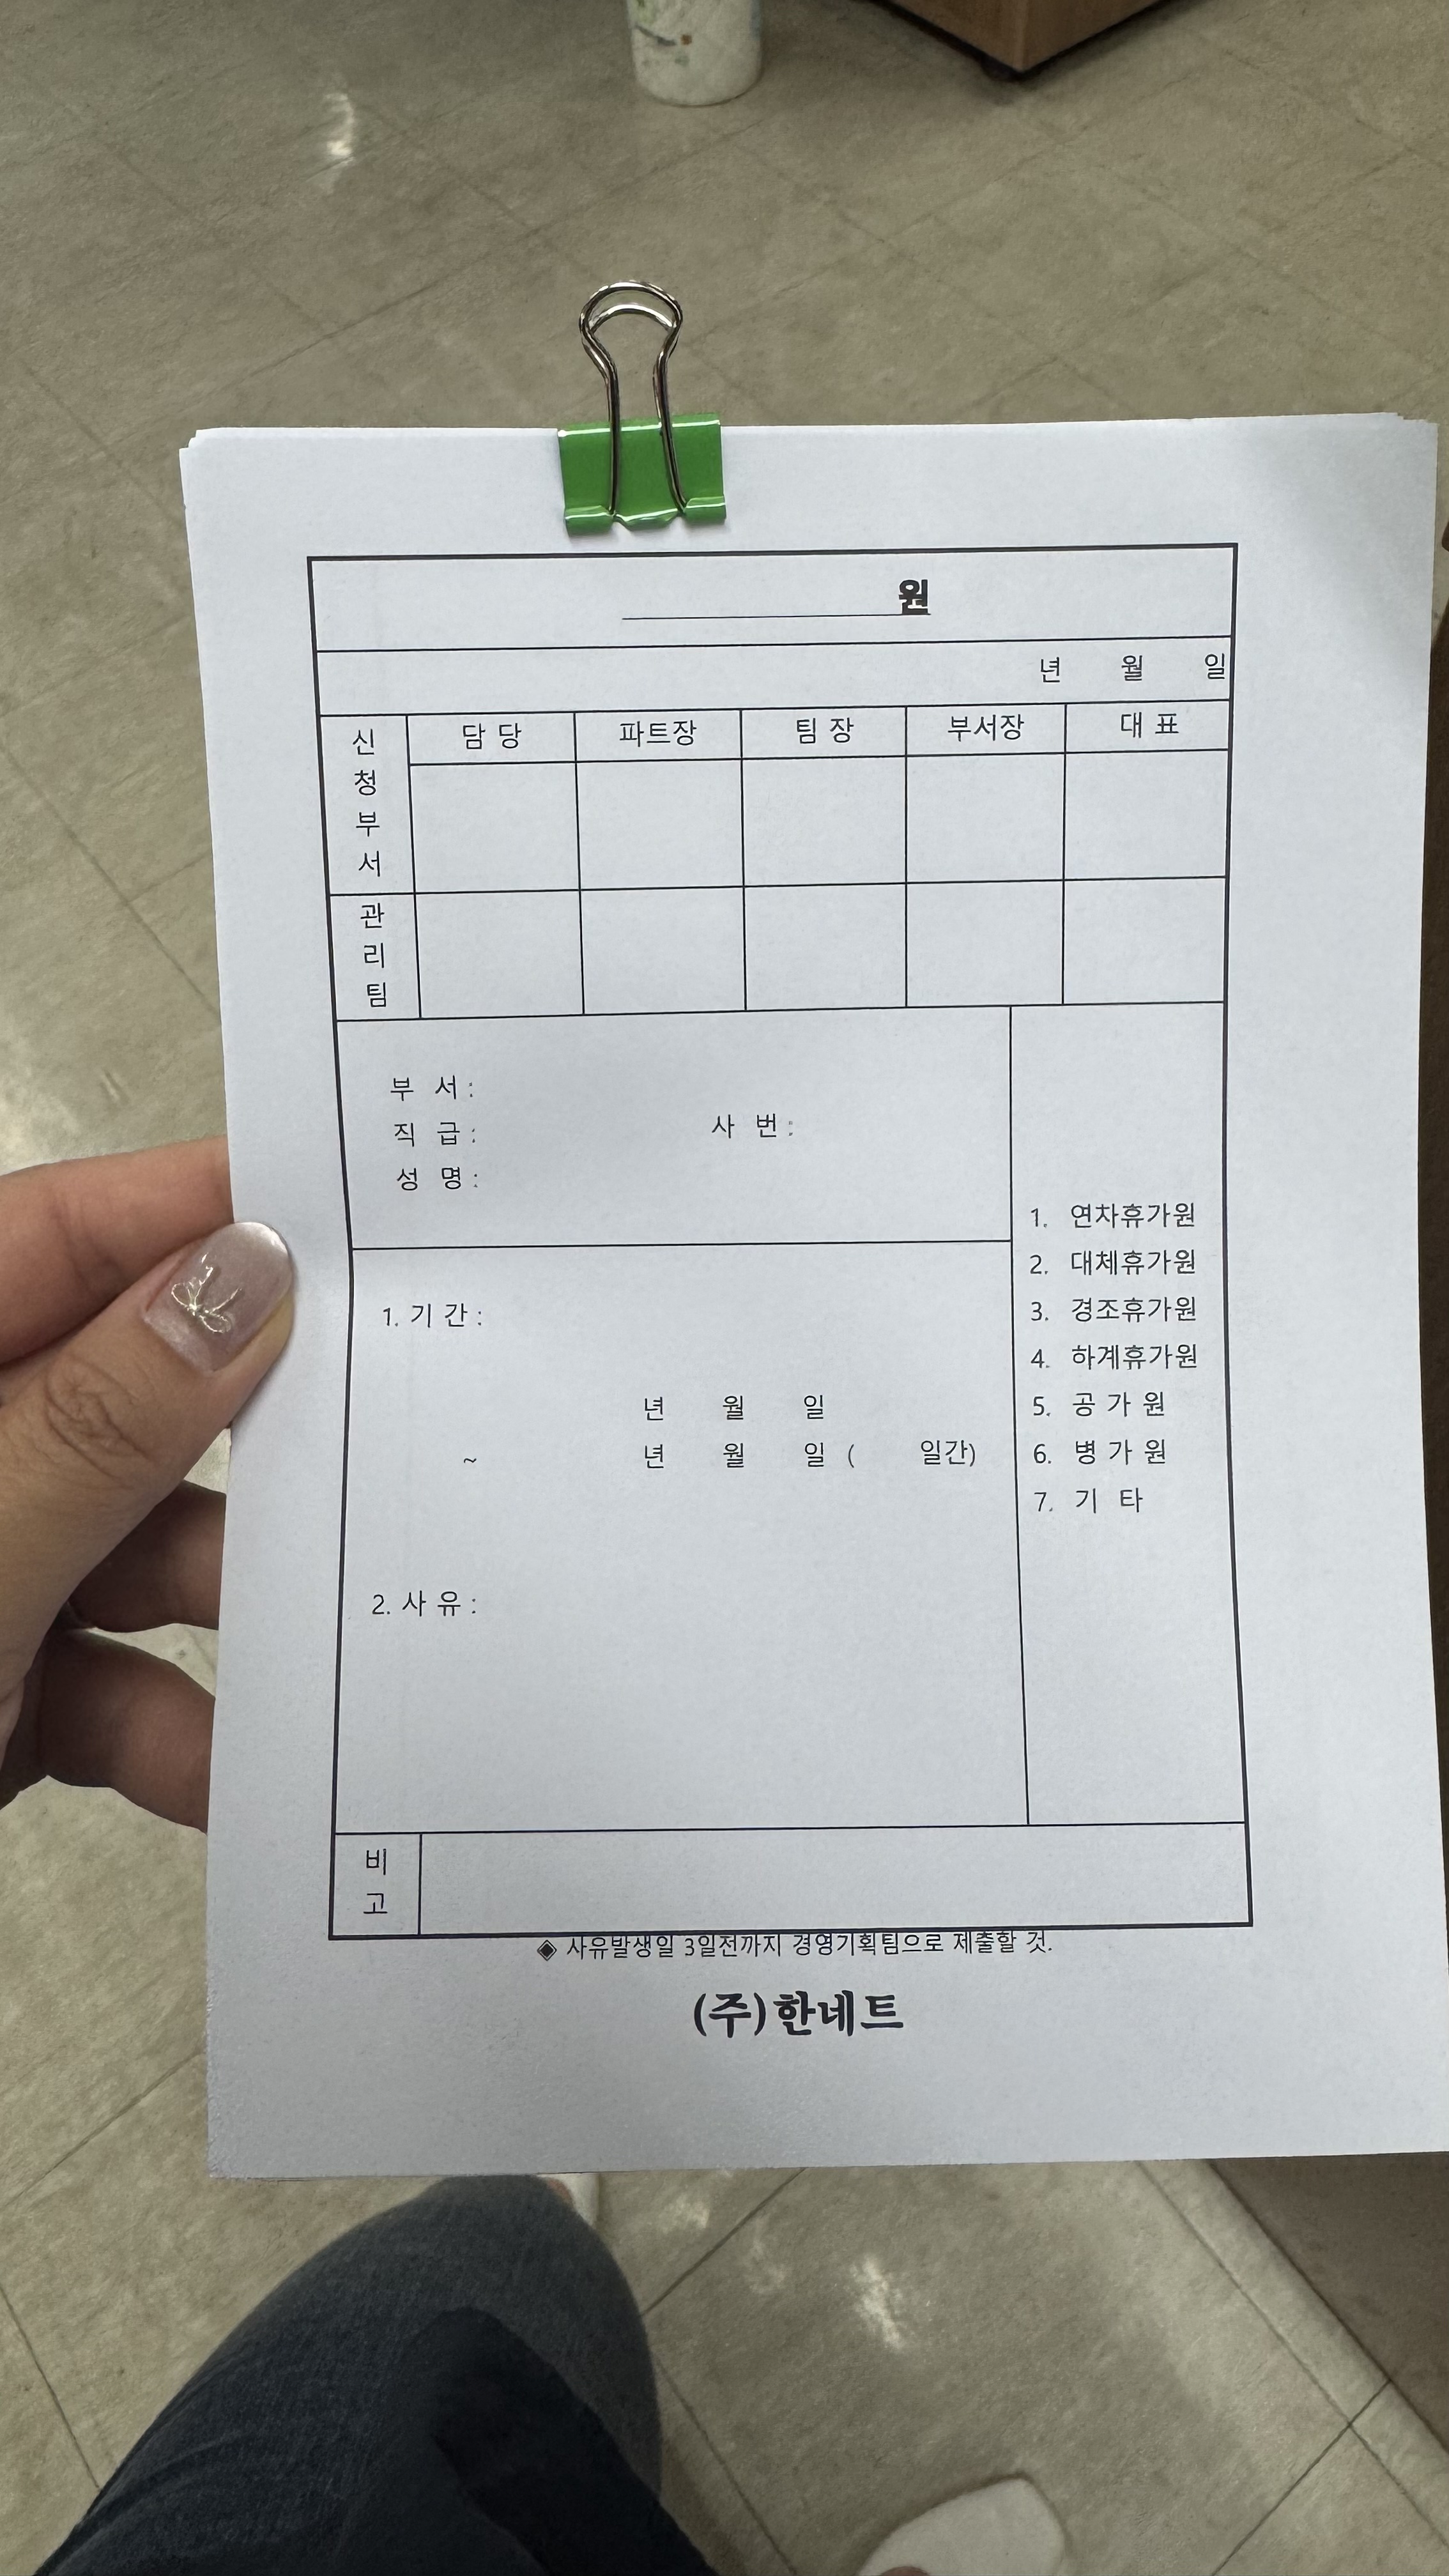 원
년 월 일
신청부서 담 당 파트장 팀 장 부서장 대 표
관리팀
부 서 :
직 급 : 사 번 :
성 명 :
1. 기 간 :
년 월 일
~ 년 월 일 ( 일간)
2. 사 유 :
1. 연차휴가원
2. 대체휴가원
3. 경조휴가원
4. 하계휴가원
5. 공 가 원
6. 병 가 원
7. 기 타
비고
◈ 사유발생일 3일전까지 경영기획팀으로 제출할 것.
(주)한네트